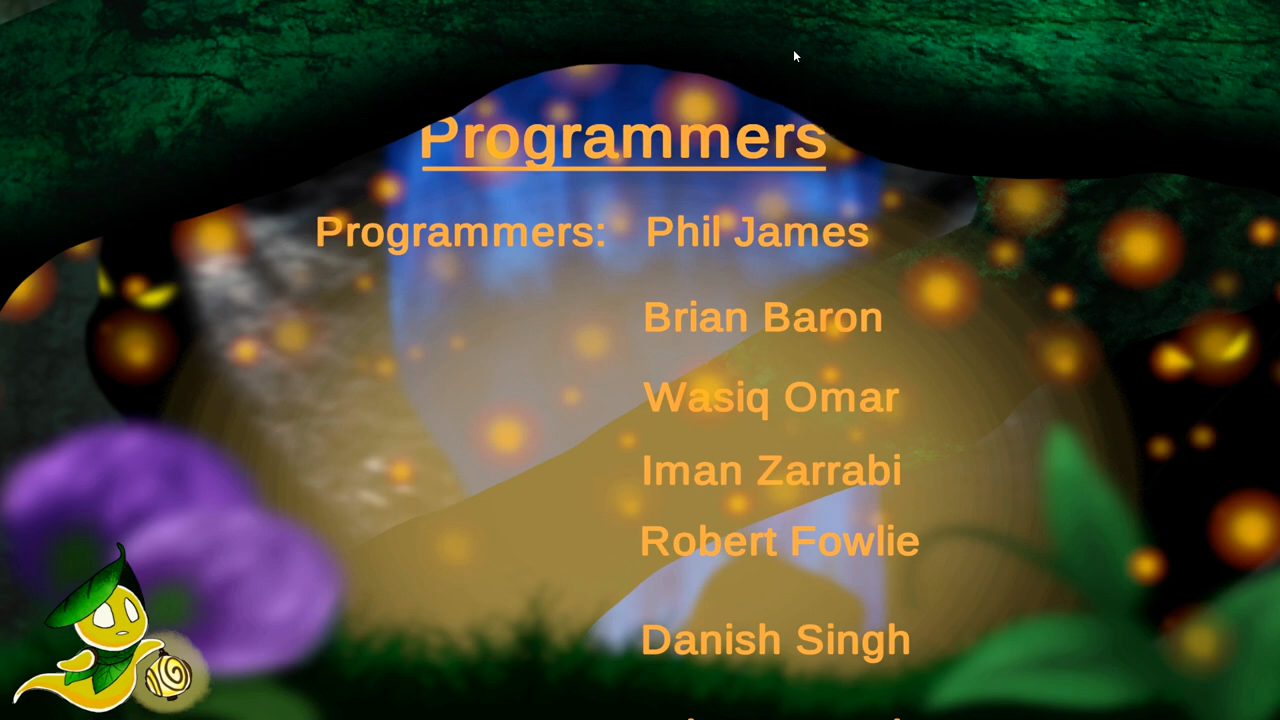 Programmers
Programmers: Phil James
Brian Baron
Wasiq Omar
Iman Zarrabi
Robert Fowlie
Danish Singh